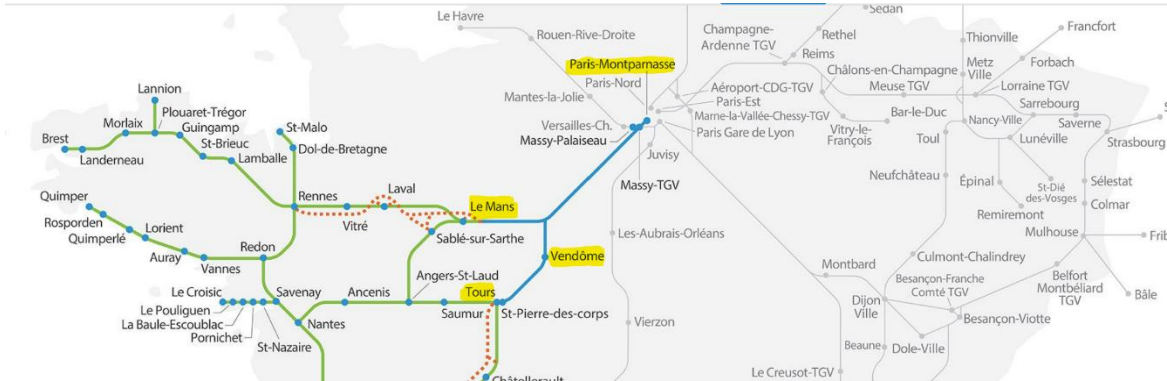 Le Havre
Rouen-Rive-Droite
Mantes-la-Jolie
Versailles-Ch.
Massy-Palaiseau
Paris-Montparnasse
Paris-Nord
Aéroport-CDG-TGV
Paris-Est
Marne-la-Vallée-Chessy-TGV
Paris Gare de Lyon
Juvisy
Massy-TGV
Champagne-
Ardenne TGV
Sedan
Rethel
Reims
Châlons-en-Champagne
Meuse TGV
Bar-le-Duc
Vitry-le-
François
Thionville
Metz
Ville
Francfort
Forbach
Lorraine TGV
Sarrebourg
Nancy-Ville
Saverne
Lunéville
Toul
Strasbourg
Neufchâteau
Épinal
St-Dié
des-Vosges
Remiremont
Sélestat
Colmar
Mulhouse
Frib
Culmont-Chalindrey
Belfort
Montbéliard
TGV
Bâle
Besançon-Franche
Comté TGV
Besançon-Viotte
Montbard
Dijon
Ville
Dole-Ville
Beaune
Le Creusot-TGV
Les-Aubrais-Orléans
Vierzon
Lannion
Plouaret-Trégor
Morlaix
Guingamp
Brest
Landerneau
St-Brieuc
Lamballe
St-Malo
Dol-de-Bretagne
Quimper
Rosporden
Quimperlé
Lorient
Auray
Vannes
Redon
Rennes
Vitré
Laval
Le Mans
Sablé-sur-Sarthe
Vendôme
Angers-St-Laud
Tours
St-Pierre-des-corps
Saumur
Ancenis
Savenay
Nantes
Le Croisic
Le Pouliguen
La Baule-Escoublac
Pornichet
St-Nazaire
Châtellerault